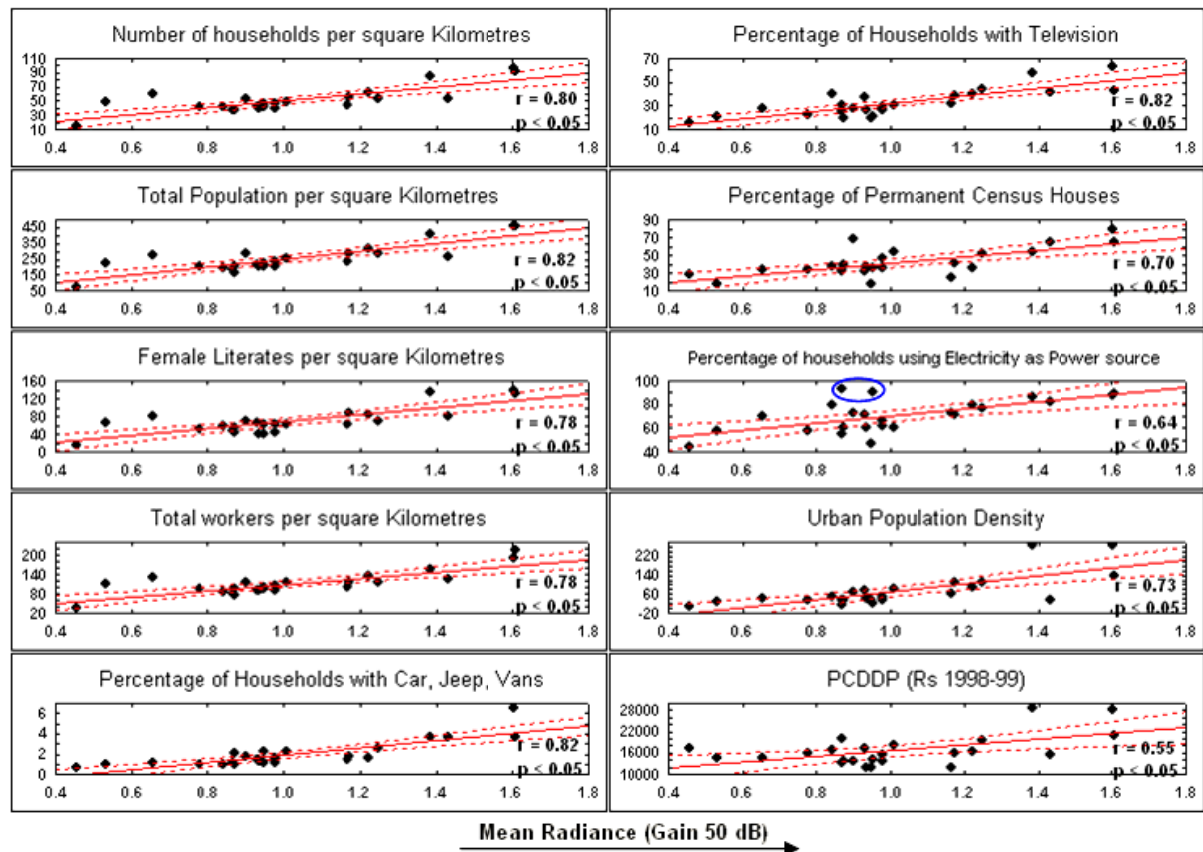 Number of households per square Kilometres
110
90
70
50
30
10
r = 0.80
p < 0.05
0.4 0.6 0.8 1.0 1.2 1.4 1.6 1.8
Percentage of Households with Television
70
50
30
10
r = 0.82
p < 0.05
0.4 0.6 0.8 1.0 1.2 1.4 1.6 1.8
Total Population per square Kilometres
450
350
250
150
50
r = 0.82
p < 0.05
0.4 0.6 0.8 1.0 1.2 1.4 1.6 1.8
Percentage of Permanent Census Houses
90
70
50
30
10
r = 0.70
p < 0.05
0.4 0.6 0.8 1.0 1.2 1.4 1.6 1.8
Female Literates per square Kilometres
160
120
80
40
0
r = 0.78
p < 0.05
0.4 0.6 0.8 1.0 1.2 1.4 1.6 1.8
Percentage of households using Electricity as Power source
100
80
60
40
r = 0.64
p < 0.05
0.4 0.6 0.8 1.0 1.2 1.4 1.6 1.8
Total workers per square Kilometres
200
140
80
20
r = 0.78
p < 0.05
0.4 0.6 0.8 1.0 1.2 1.4 1.6 1.8
Urban Population Density
220
140
60
-20
r = 0.73
p < 0.05
0.4 0.6 0.8 1.0 1.2 1.4 1.6 1.8
Percentage of Households with Car, Jeep, Vans
6
4
2
0
r = 0.82
p < 0.05
0.4 0.6 0.8 1.0 1.2 1.4 1.6 1.8
PCDDP (Rs 1998-99)
28000
22000
16000
10000
r = 0.55
p < 0.05
0.4 0.6 0.8 1.0 1.2 1.4 1.6 1.8
Mean Radiance (Gain 50 dB)